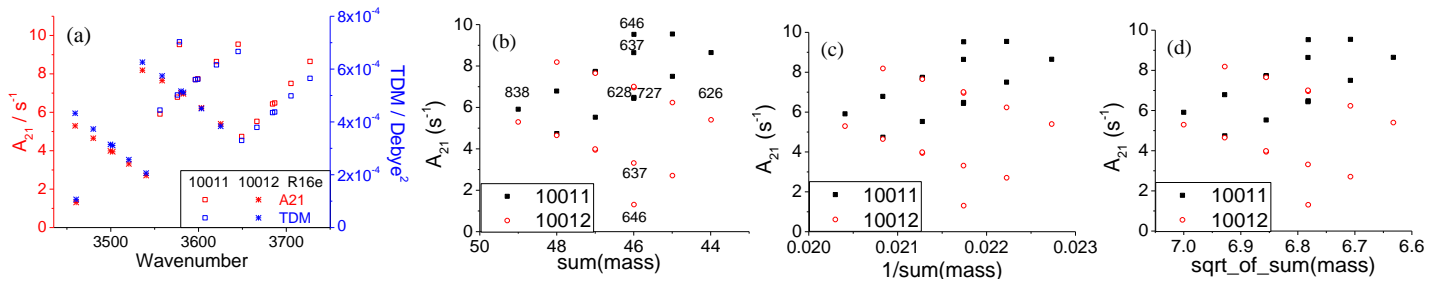 (a)
A21 / s-1
10
8
6
4
2
0
3500
3600
3700
Wavenumber
8x10-4
6x10-4
4x10-4
2x10-4
0
TDM / Debye2
10011 10012 R16e
A21
TDM
(b)
A21 (s-1)
10
8
6
4
2
0
646
637
838
628,727
626
637
646
10011
10012
50
48
46
44
sum(mass)
(c)
A21 (s-1)
10
8
6
4
2
0
10011
10012
0.020
0.021
0.022
0.023
1/sum(mass)
(d)
A21 (s-1)
10
8
6
4
2
0
10011
10012
7.0
6.9
6.8
6.7
6.6
sqrt_of_sum(mass)